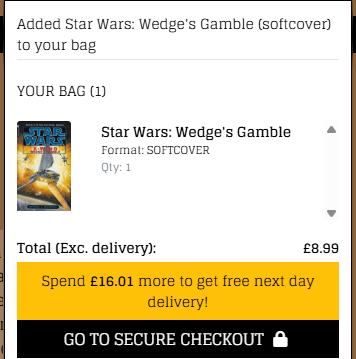 Added Star Wars: Wedge's Gamble (softcover)
to your bag
YOUR BAG (1)
STAR
WARS
X-WING
Star Wars: Wedge's Gamble
Format: SOFTCOVER
Qty: 1
Total (Exc. delivery): £8.99
Spend £16.01 more to get free next day
delivery!
GO TO SECURE CHECKOUT